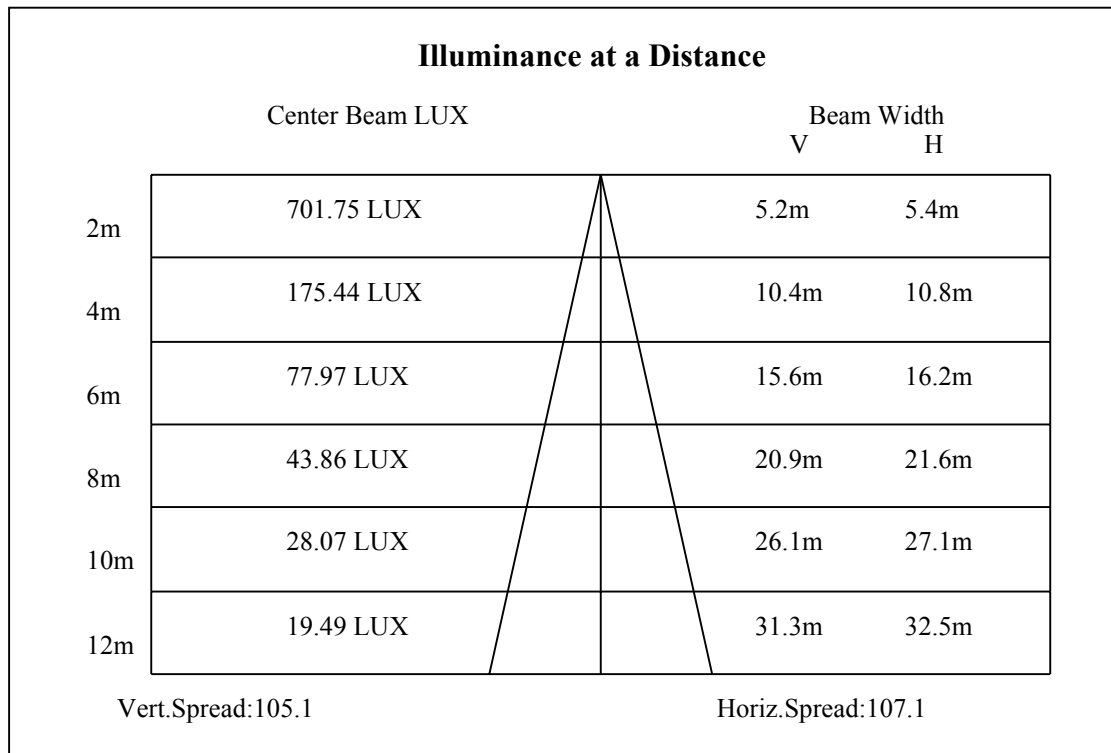 Illuminance at a Distance
Center Beam LUX Beam Width
V H
2m 701.75 LUX 5.2m 5.4m
4m 175.44 LUX 10.4m 10.8m
6m 77.97 LUX 15.6m 16.2m
8m 43.86 LUX 20.9m 21.6m
10m 28.07 LUX 26.1m 27.1m
12m 19.49 LUX 31.3m 32.5m
Vert.Spread:105.1 Horiz.Spread:107.1